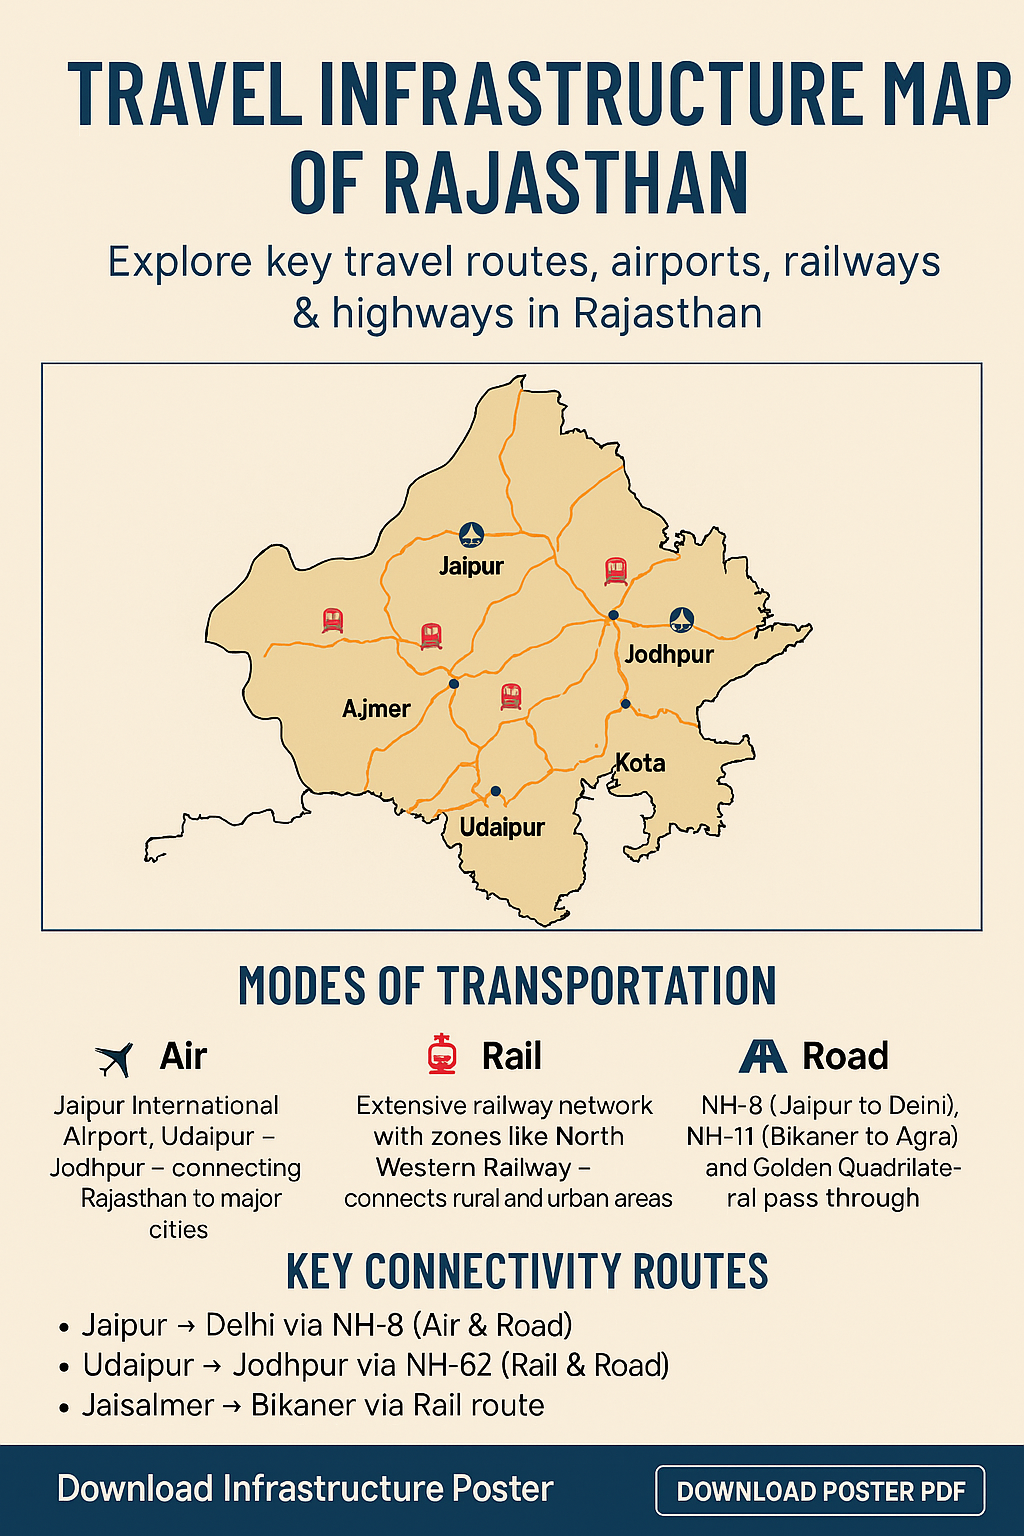 TRAVEL INFRASTRUCTURE MAP
OF RAJASTHAN
Explore key travel routes, airports, railways
& highways in Rajasthan
Jaipur
Jodhpur
A.jmer
Kota
Udaipur
MODES OF TRANSPORTATION
Air
Jaipur International
AIrport, Udaipur –
Jodhpur – connecting
Rajasthan to major
cities
Rail
Extensive railway network
with zones like North
Western Railway –
connects rural and urban areas
Road
NH-8 (Jaipur to Deini),
NH-11 (Bikaner to Agra)
and Golden Quadrilate-
ral pass through
KEY CONNECTIVITY ROUTES
• Jaipur → Delhi via NH-8 (Air & Road)
• Udaipur → Jodhpur via NH-62 (Rail & Road)
• Jaisalmer → Bikaner via Rail route
Download Infrastructure Poster
DOWNLOAD POSTER PDF